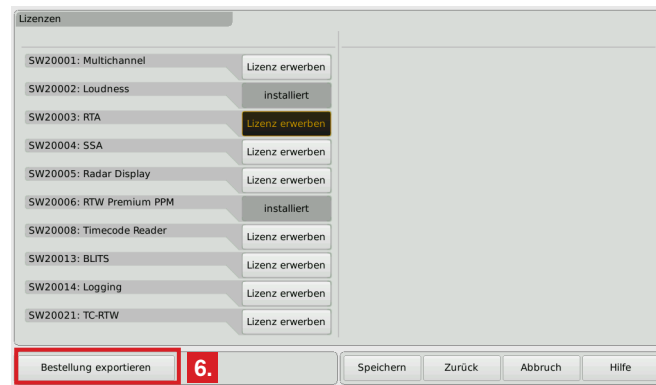 Lizenzen
SW20001: Multichannel
Lizenz erwerben
SW20002: Loudness
installiert
SW20003: RTA
Lizenz erwerben
SW20004: SSA
Lizenz erwerben
SW20005: Radar Display
Lizenz erwerben
SW20006: RTW Premium PPM
installiert
SW20008: Timecode Reader
Lizenz erwerben
SW20013: BLITS
Lizenz erwerben
SW20014: Logging
Lizenz erwerben
SW20021: TC-RTW
Lizenz erwerben
Bestellung exportieren
6.
Speichern
Zurück
Abbruch
Hilfe